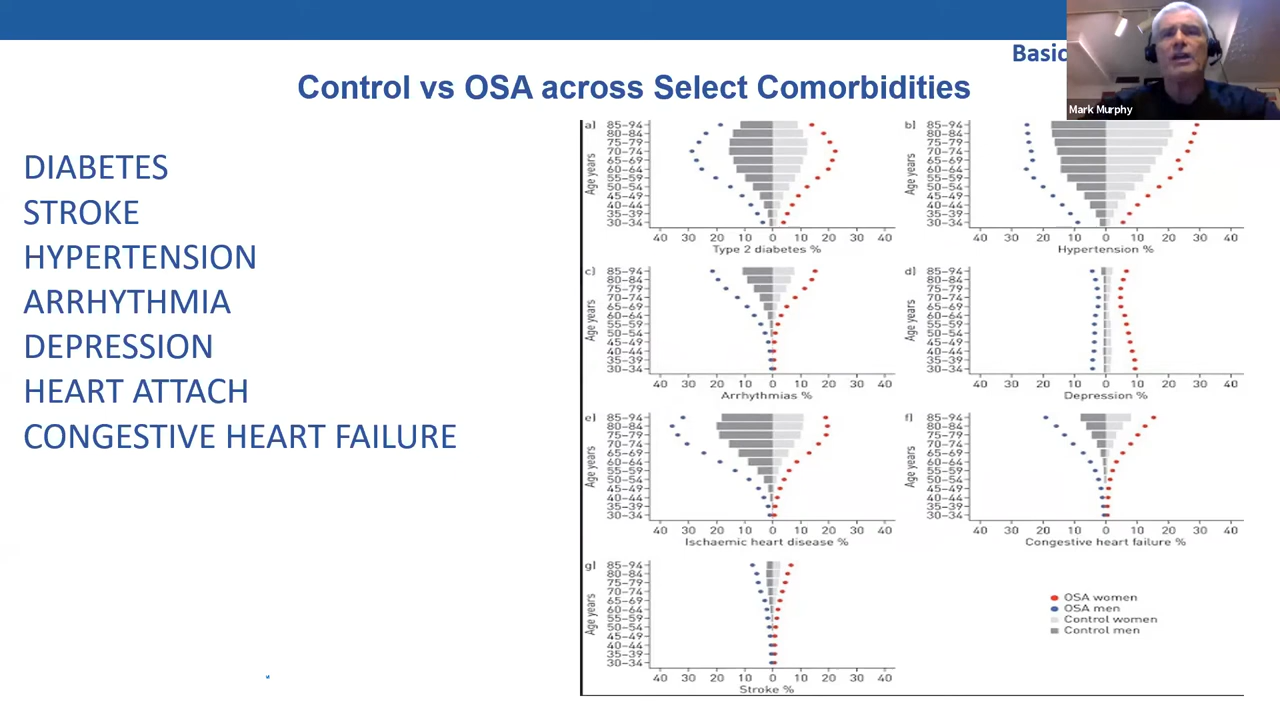 Basic
Mark Murphy
Control vs OSA across Select Comorbidities
DIABETES
STROKE
HYPERTENSION
ARRHYTHMIA
DEPRESSION
HEART ATTACH
CONGESTIVE HEART FAILURE
a)
Age years
85–94
80–84
75–79
70–74
65–69
60–64
55–59
50–54
45–49
40–44
35–39
30–34
40 30 20 10 0 10 20 30 40
Type 2 diabetes %
b)
Age years
85–94
80–84
75–79
70–74
65–69
60–64
55–59
50–54
45–49
40–44
35–39
30–34
40 20 10 0 10 20 30 40
Hypertension %
c)
Age years
85–94
80–84
75–79
70–74
65–69
60–64
55–59
50–54
45–49
40–44
35–39
30–34
40 30 20 10 0 10 20 30 40
Arrhythmias %
d)
Age years
85–94
80–84
75–79
70–74
65–69
60–64
55–59
50–54
45–49
40–44
35–39
30–34
40 20 10 0 10 20 30 40
Depression %
e)
Age years
85–94
80–84
75–79
70–74
65–69
60–64
55–59
50–54
45–49
40–44
35–39
30–34
40 30 20 10 0 10 20 30 40
Ischaemic heart disease %
f)
Age years
85–94
80–84
75–79
70–74
65–69
60–64
55–59
50–54
45–49
40–44
35–39
30–34
40 20 10 0 10 20 30 40
Congestive heart failure %
g)
Age years
85–94
80–84
75–79
70–74
65–69
60–64
55–59
50–54
45–49
40–44
35–39
30–34
40 30 20 10 0 10 20 30 40
Stroke %
OSA women
OSA men
Control women
Control men